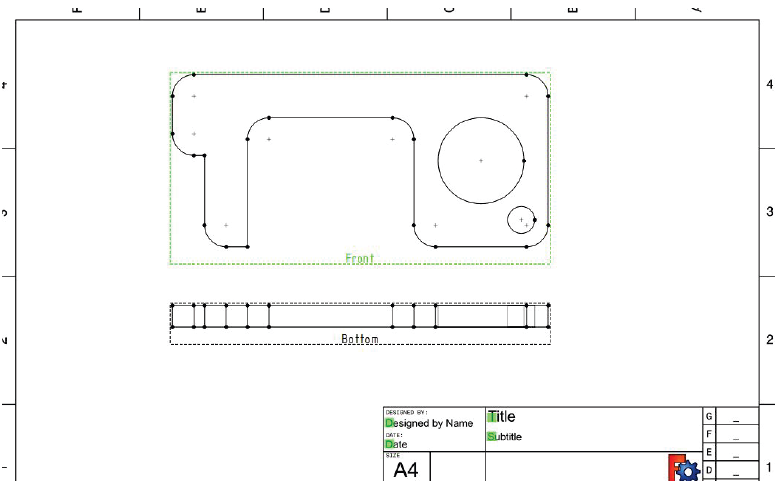 4
3
Front
Bottom
2
DESIGNED BY:
Designed by Name
DATE:
Date
SIZE
A4
Title
Subtitle
G _
F _
E _
D _
1